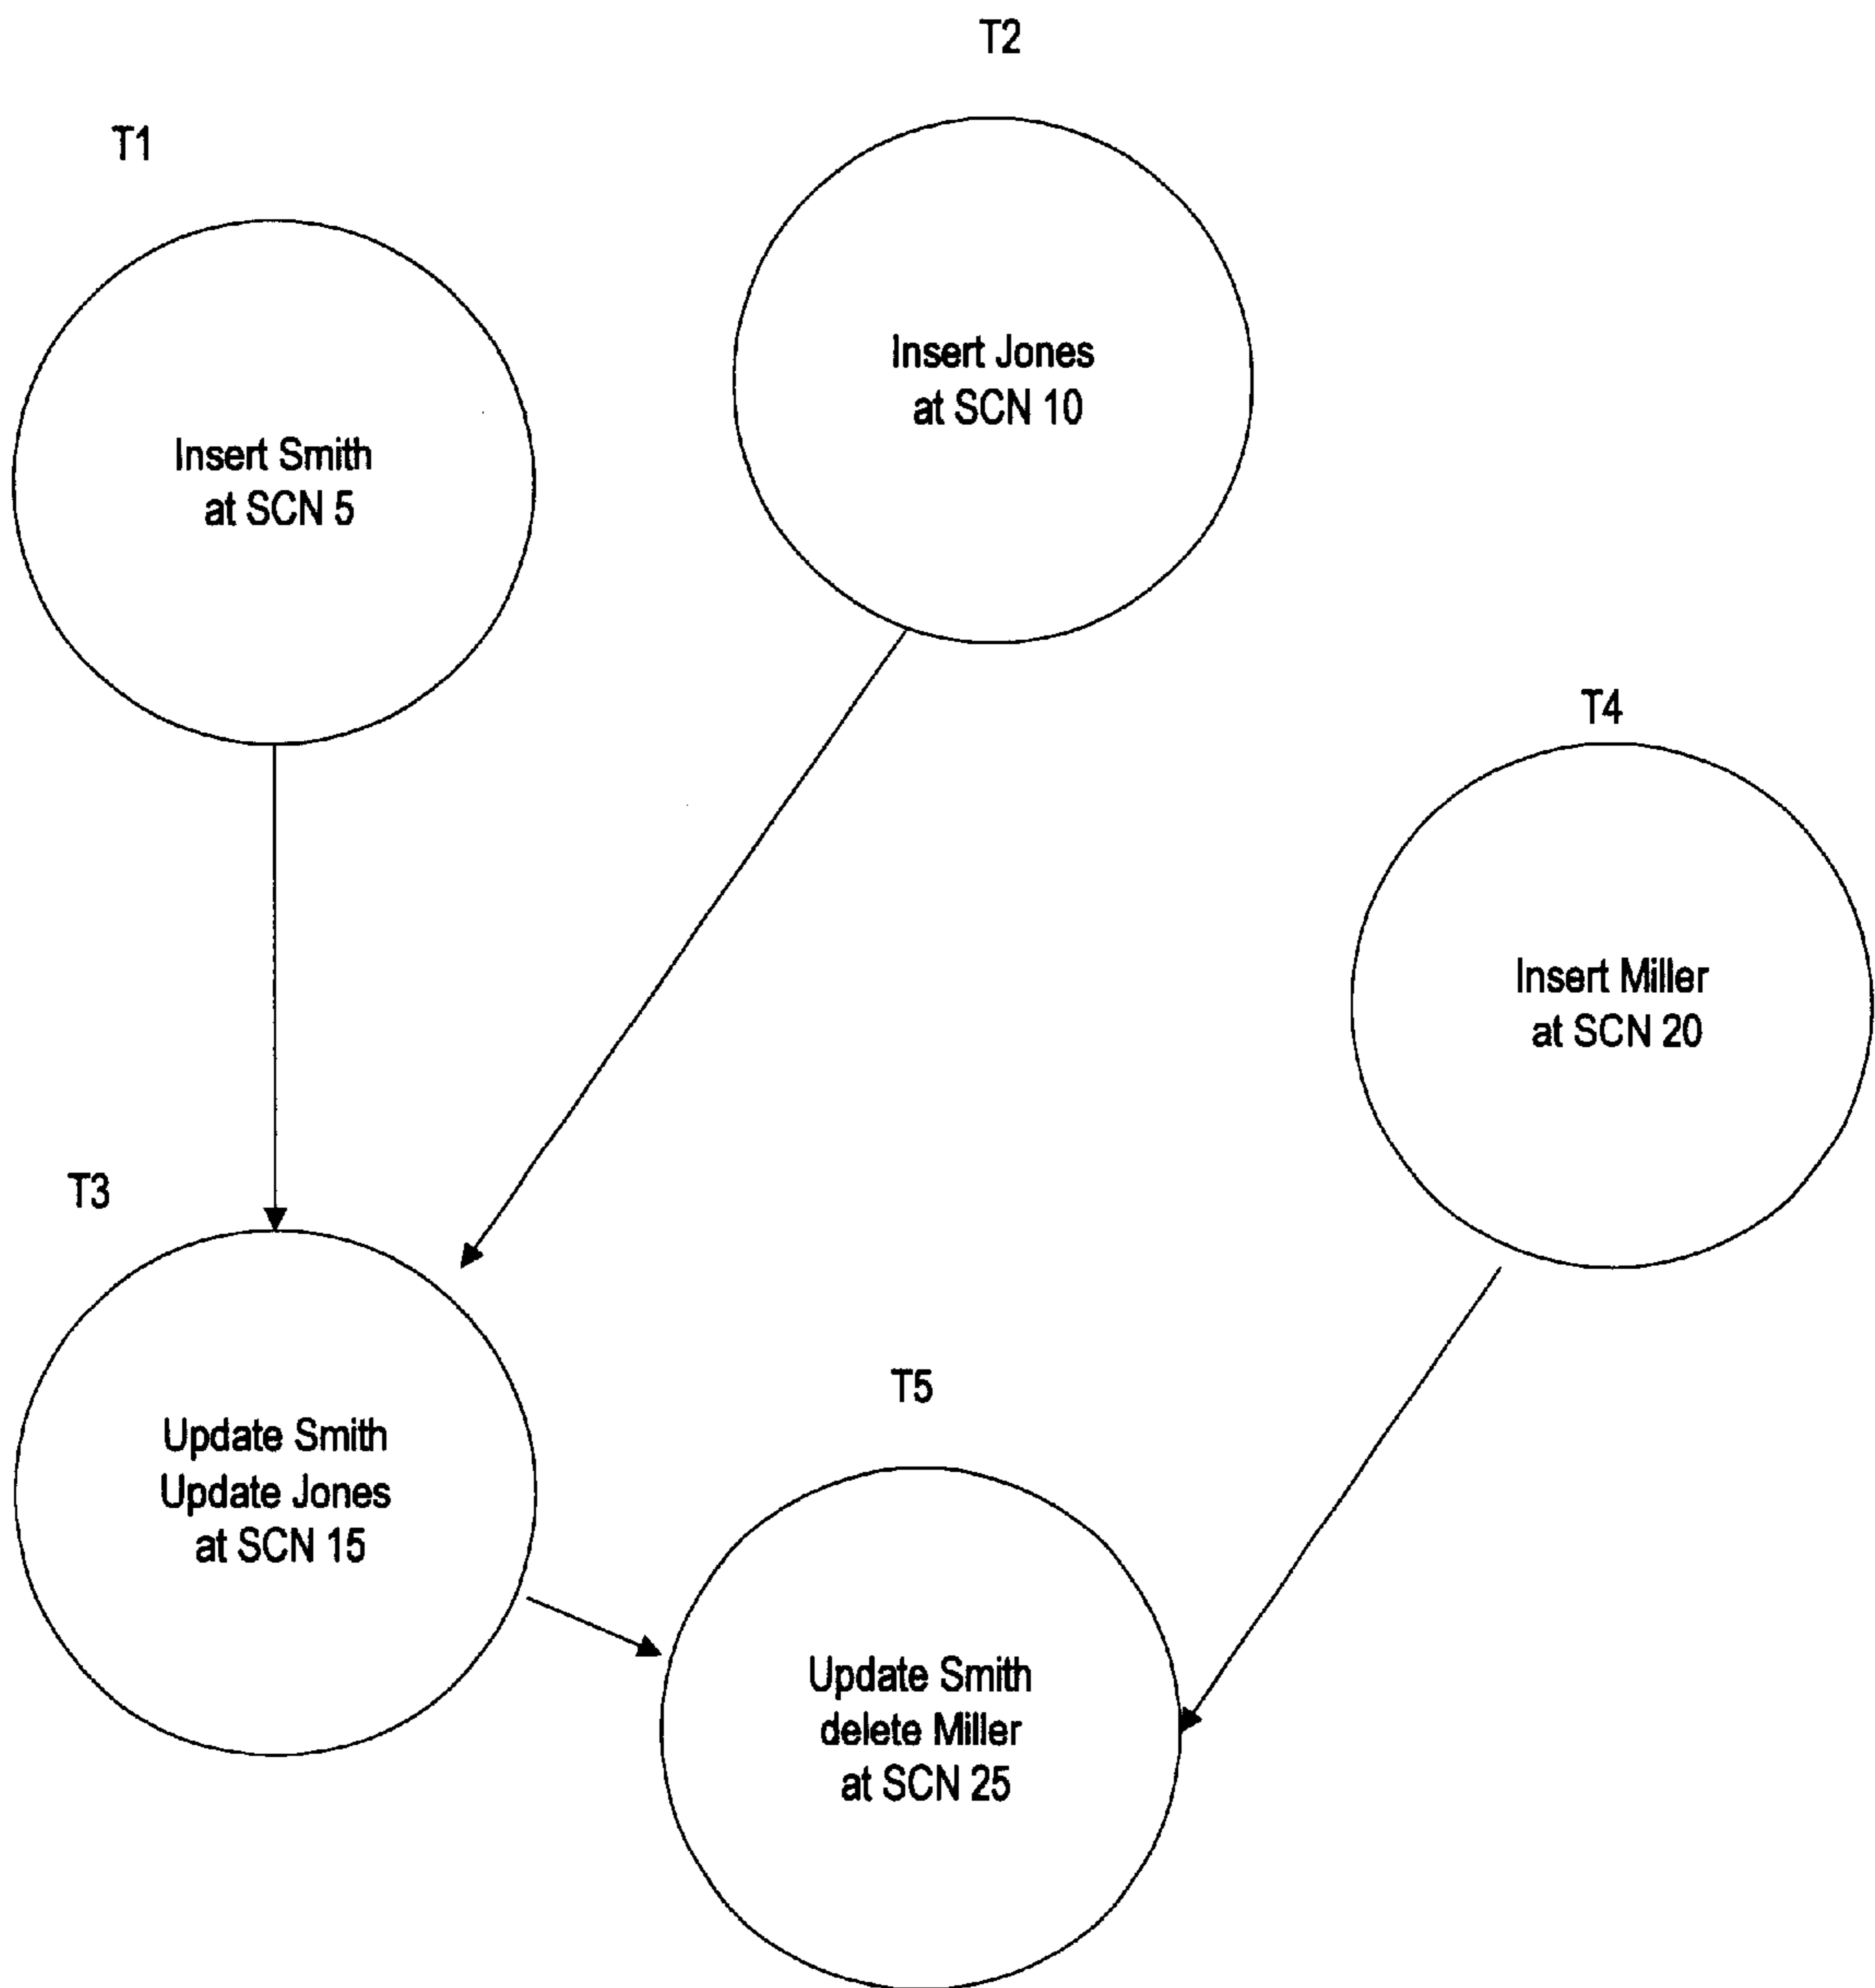 T2
T1
Insert Jones
at SCN 10
Insert Smith
at SCN 5
T4
Insert Miller
at SCN 20
T3
T5
Update Smith
Update Jones
at SCN 15
Update Smith
delete Miller
at SCN 25